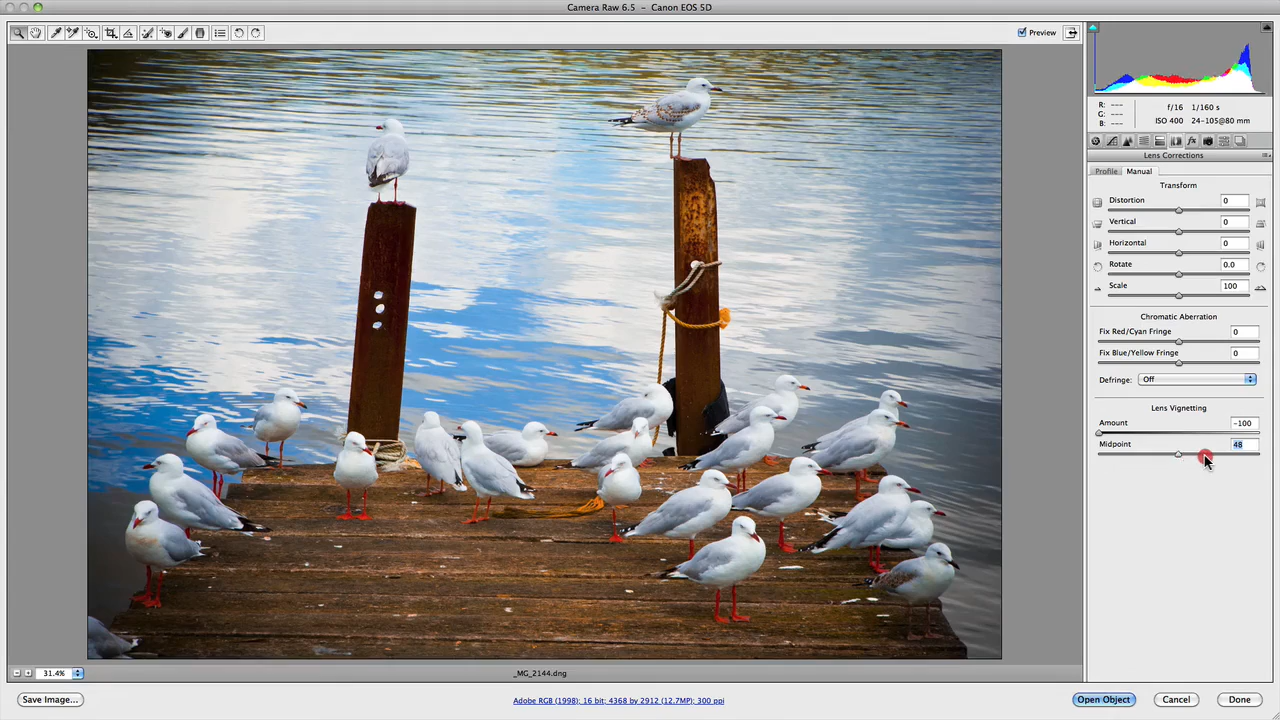 Camera Raw 6.5 – Canon EOS 5D
Preview
R: ---
G: ---
B: ---
f/16 1/160 s
ISO 400 24-105@80 mm
Lens Corrections
Profile Manual
Transform
Distortion 0
Vertical 0
Horizontal 0
Rotate 0.0
Scale 100
Chromatic Aberration
Fix Red/Cyan Fringe 0
Fix Blue/Yellow Fringe 0
Defringe: Off
Lens Vignetting
Amount -100
Midpoint 48
31.4%
_MG_2144.dng
Save Image...
Adobe RGB (1998); 16 bit; 4368 by 2912 (12.7MP); 300 ppi
Open Object
Cancel
Done